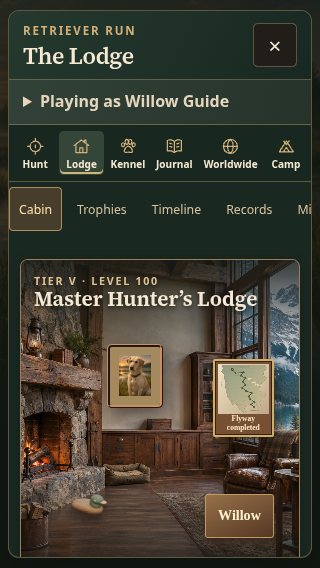 RETRIEVER RUN
The Lodge
Playing as Willow Guide
Hunt Lodge Kennel Journal Worldwide Camp
Cabin Trophies Timeline Records Mi
TIER V · LEVEL 100
Master Hunter’s Lodge
Flyway
completed
Willow